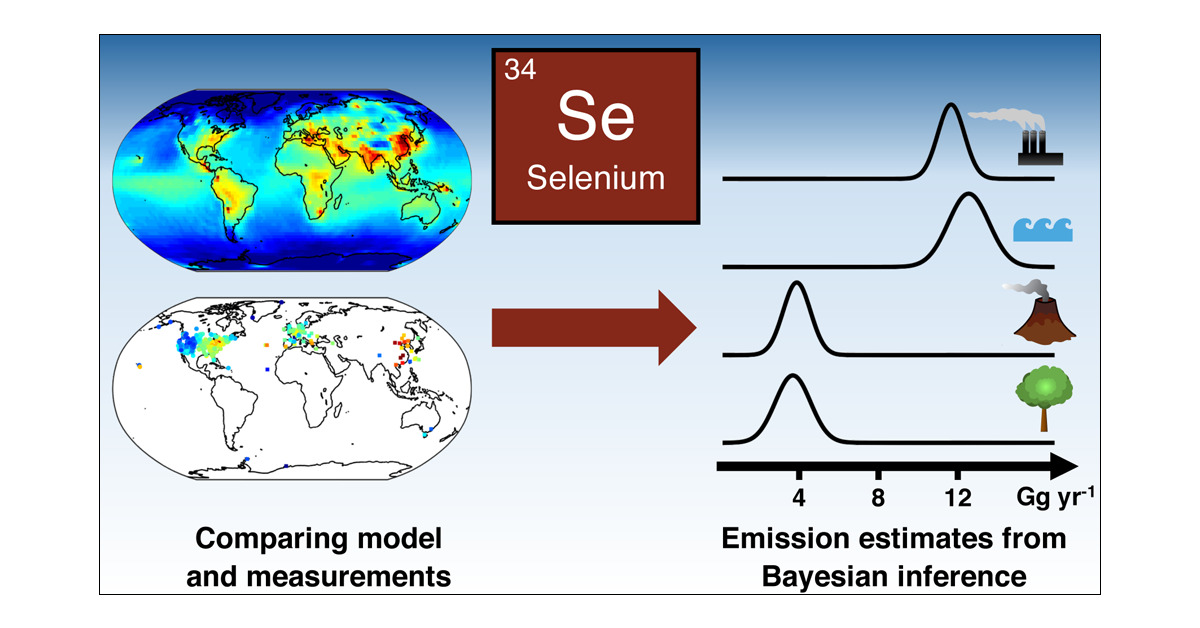 34
Se
Selenium
4 8 12 Gg yr-1
Comparing model
and measurements
Emission estimates from
Bayesian inference